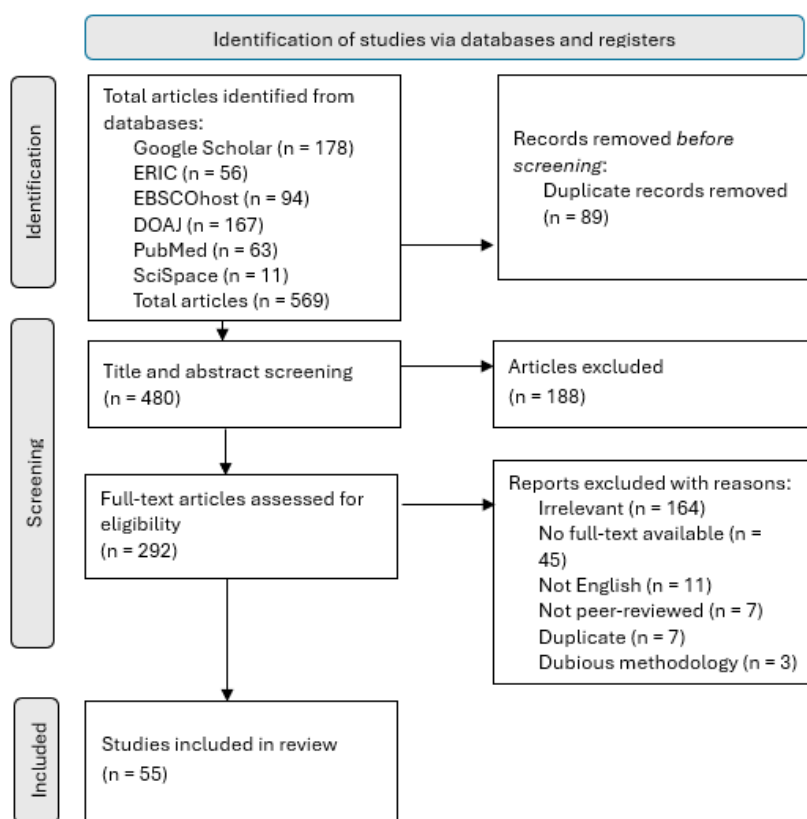 Identification of studies via databases and registers
Identification
Total articles identified from
databases:
Google Scholar (n = 178)
ERIC (n = 56)
EBSCOhost (n = 94)
DOAJ (n = 167)
PubMed (n = 63)
SciSpace (n = 11)
Total articles (n = 569)
Records removed before
screening:
Duplicate records removed
(n = 89)
Screening
Title and abstract screening
(n = 480)
Articles excluded
(n = 188)
Full-text articles assessed for
eligibility
(n = 292)
Reports excluded with reasons:
Irrelevant (n = 164)
No full-text available (n =
45)
Not English (n = 11)
Not peer-reviewed (n = 7)
Duplicate (n = 7)
Dubious methodology (n = 3)
Included
Studies included in review
(n = 55)